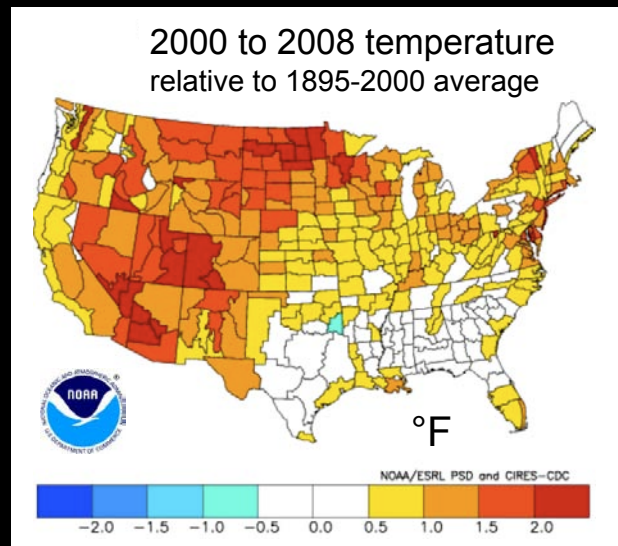 2000 to 2008 temperature
relative to 1895-2000 average
NOAA
°F
NOAA/ESRL PSD and CIRES-CDC
-2.0 -1.5 -1.0 -0.5 0.0 0.5 1.0 1.5 2.0